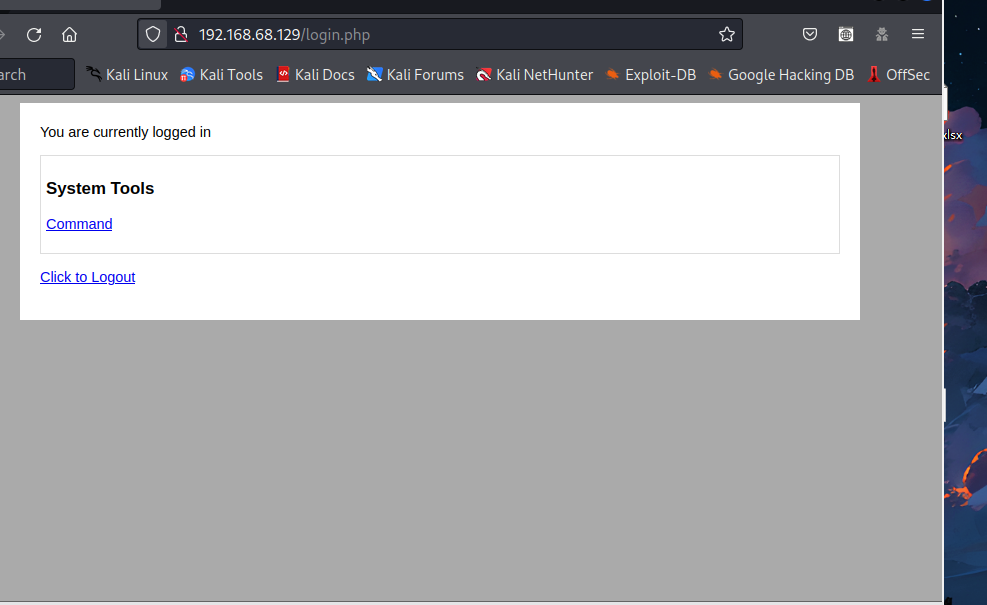 192.168.68.129/login.php
arch Kali Linux Kali Tools Kali Docs Kali Forums Kali NetHunter Exploit-DB Google Hacking DB OffSec
You are currently logged in
xlsx
System Tools
Command
Click to Logout